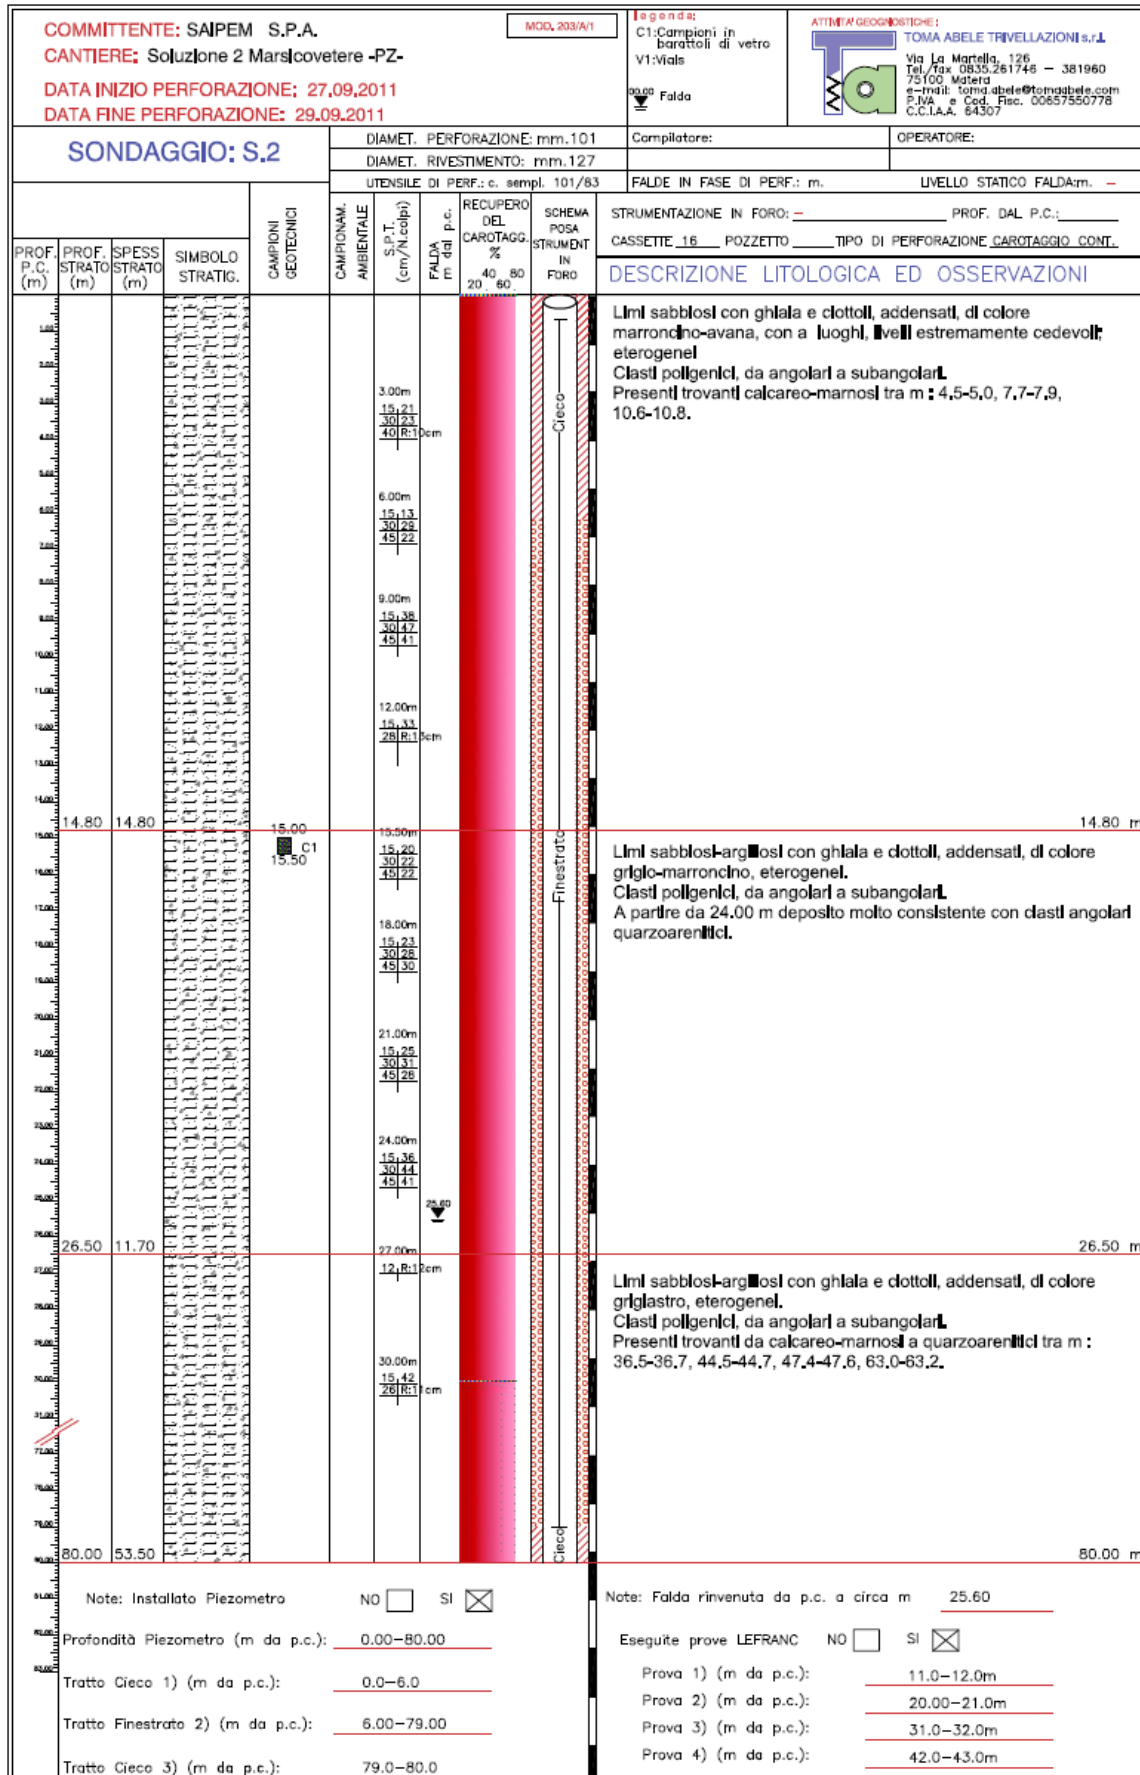 COMMITTENTE: SAIPEM S.P.A.
CANTIERE: Soluzione 2 Marsicovetere -PZ-
DATA INIZIO PERFORAZIONE: 27.09.2011
DATA FINE PERFORAZIONE: 29.09.2011
MOD. 203/A/1
legenda:
C1:Campioni in
barattoli di vetro
V1:Vials
00.00 Falda
ATTIVITA' GEOGNOSTICHE:
TOMA ABELE TRIVELLAZIONI s.r.l.
Via La Martella, 126
Tel./fax 0835.261746 - 381960
75100 Matera
e-mail: toma.abele@tomaabele.com
P.IVA e Cod. Fisc. 00657550778
C.C.I.A.A. 64307
Ta
SONDAGGIO: S.2
DIAMET. PERFORAZIONE: mm.101
DIAMET. RIVESTIMENTO: mm.127
UTENSILE DI PERF.: c. sempl. 101/83
Compilatore:
OPERATORE:
FALDE IN FASE DI PERF.: m.
LIVELLO STATICO FALDA:m. -
PROF. P.C. (m)
PROF. STRATO (m)
SPESS STRATO (m)
SIMBOLO STRATIG.
CAMPIONI GEOTECNICI
CAMPIONAM. AMBIENTALE
S.P.T. (cm/N.colpi)
FALDA m dal p.c.
RECUPERO DEL CAROTAGG. %
20 40 60 80
SCHEMA POSA STRUMENT IN FORO
STRUMENTAZIONE IN FORO: - PROF. DAL P.C.:
CASSETTE 16 POZZETTO TIPO DI PERFORAZIONE CAROTAGGIO CONT.
DESCRIZIONE LITOLOGICA ED OSSERVAZIONI
Limi sabbiosi con ghiaia e ciottoli, addensati, di colore
marroncino-avana, con a luoghi, livelli estremamente cedevoli;
eterogenei
Clasti poligenici, da angolari a subangolari.
Presenti trovanti calcareo-marnosi tra m : 4.5-5.0, 7.7-7.9,
10.6-10.8.
Cieco
3.00m
15 21
30 23
40 R:10cm
6.00m
15 13
30 29
45 22
9.00m
15 38
30 47
45 41
12.00m
15 33
28 R:13cm
14.80 14.80
14.80 m
15.00
C1
15.50
15.50m
15 20
30 22
45 22
Finestrato
Limi sabbiosi-argillosi con ghiaia e ciottoli, addensati, di colore
grigio-marroncino, eterogenei.
Clasti poligenici, da angolari a subangolari.
A partire da 24.00 m deposito molto consistente con clasti angolari
quarzoarenitici.
18.00m
15 23
30 28
45 30
21.00m
15 25
30 31
45 28
24.00m
15 36
30 44
45 41
25.60
26.50 11.70
26.50 m
27.00m
12 R:12cm
Limi sabbiosi-argillosi con ghiaia e ciottoli, addensati, di colore
grigiastro, eterogenei.
Clasti poligenici, da angolari a subangolari.
Presenti trovanti da calcareo-marnosi a quarzoarenitici tra m :
36.5-36.7, 44.5-44.7, 47.4-47.6, 63.0-63.2.
30.00m
15 42
26 R:11cm
Cieco
80.00 53.50
80.00 m
Note: Installato Piezometro NO SI
Profondità Piezometro (m da p.c.): 0.00-80.00
Tratto Cieco 1) (m da p.c.): 0.0-6.0
Tratto Finestrato 2) (m da p.c.): 6.00-79.00
Tratto Cieco 3) (m da p.c.): 79.0-80.0
Note: Falda rinvenuta da p.c. a circa m 25.60
Eseguite prove LEFRANC NO SI
Prova 1) (m da p.c.): 11.0-12.0m
Prova 2) (m da p.c.): 20.00-21.0m
Prova 3) (m da p.c.): 31.0-32.0m
Prova 4) (m da p.c.): 42.0-43.0m